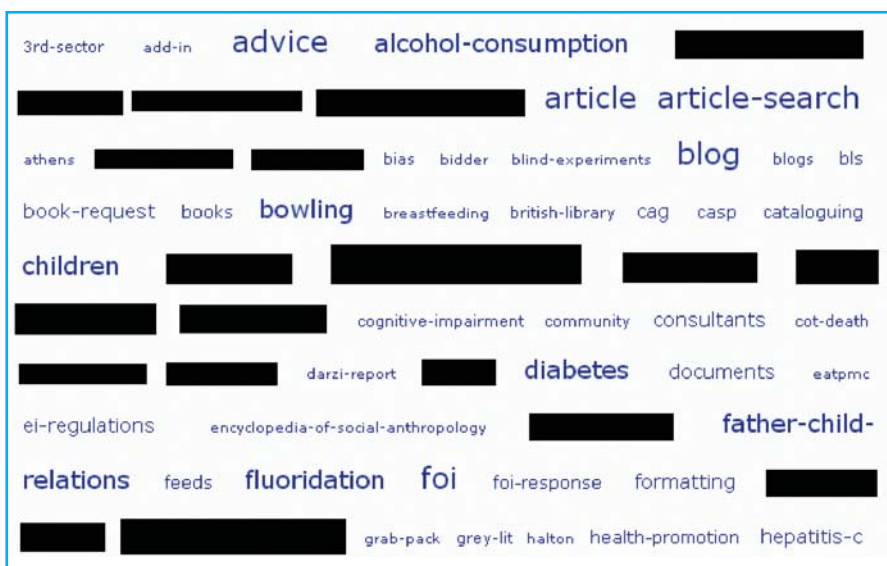 3rd-sector add-in advice alcohol-consumption
article article-search
athens bias bidder blind-experiments blog blogs bls
book-request books bowling breastfeeding british-library cag casp cataloguing
children
cognitive-impairment community consultants cot-death
darzi-report diabetes documents eatpmc
ei-regulations encyclopedia-of-social-anthropology father-child-
relations feeds fluoridation foi foi-response formatting
grab-pack grey-lit halton health-promotion hepatitis-c